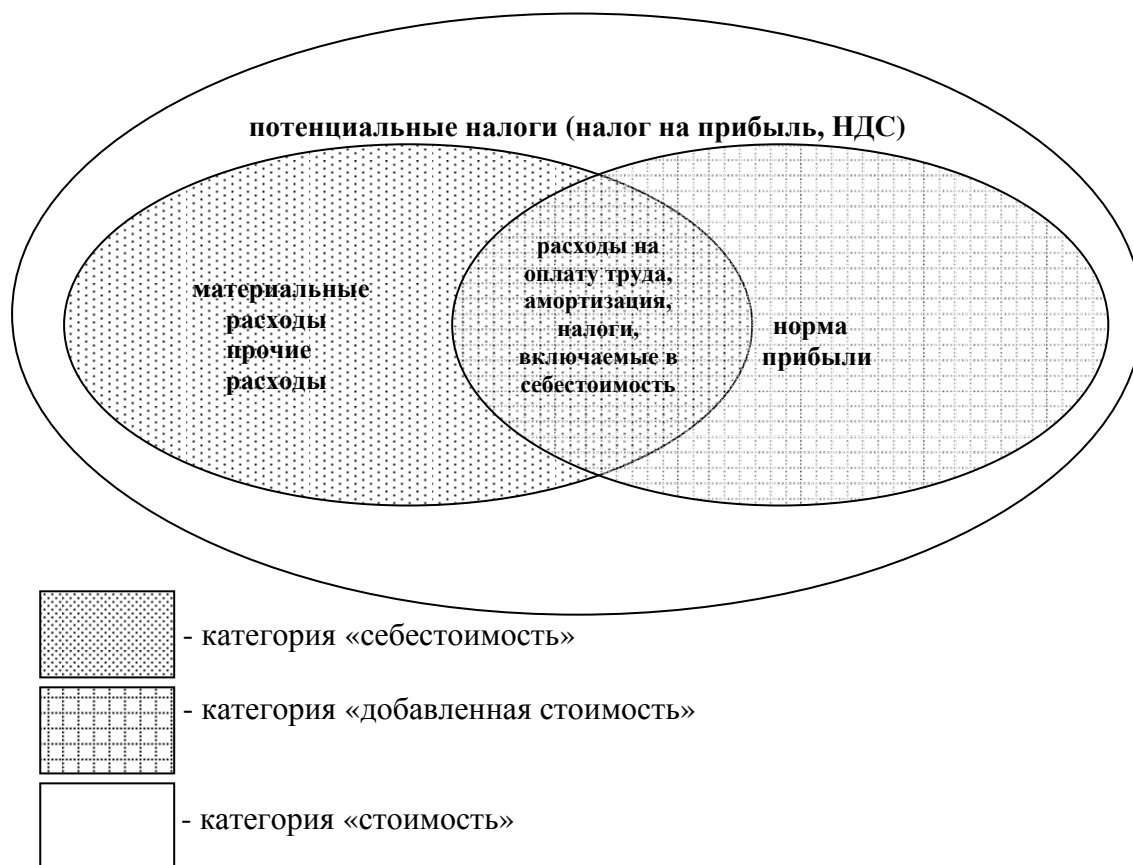 потенциальные налоги (налог на прибыль, НДС)
материальные
расходы
прочие
расходы
расходы на
оплату труда,
амортизация,
налоги,
включаемые в
себестоимость
норма
прибыли
- категория «себестоимость»
- категория «добавленная стоимость»
- категория «стоимость»